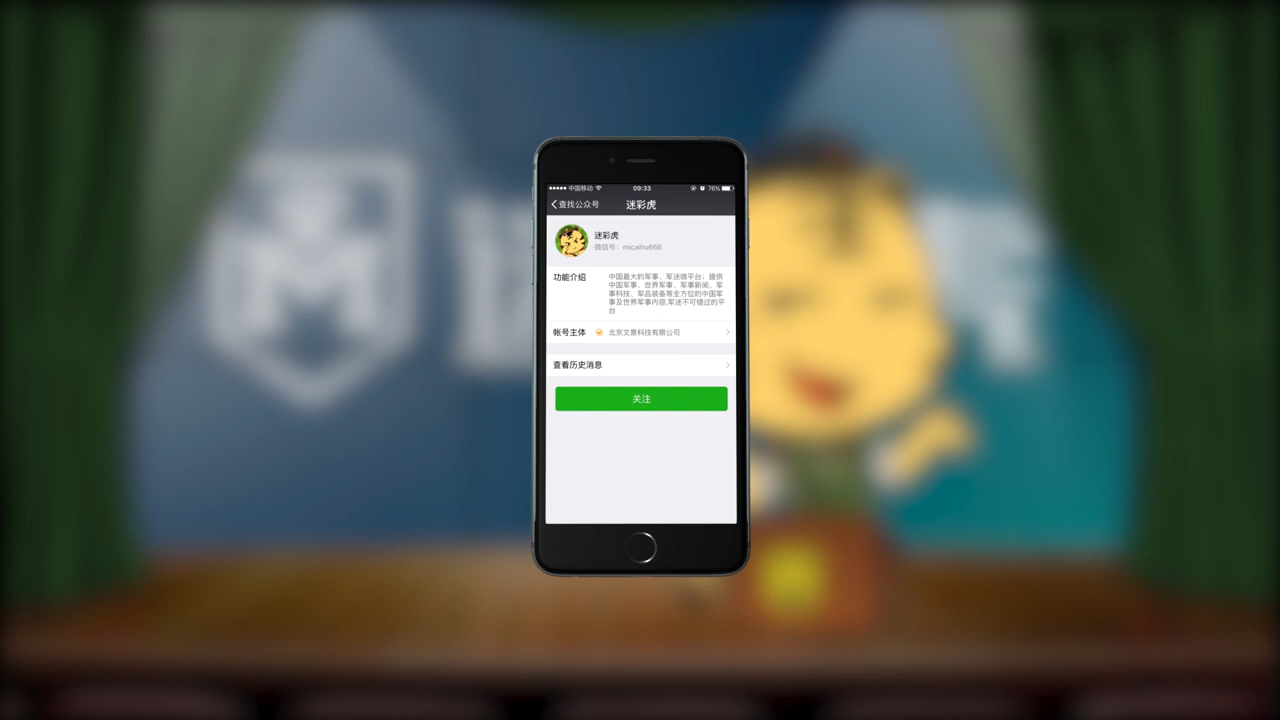 中国移动 09:33 76%
查找公众号 迷彩虎
迷彩虎
微信号: micaihu666
功能介绍
中国最大的军事、军迷微平台；提供
中国军事、世界军事、军事新闻、军
事科技、军品装备等全方位的中国军
事及世界军事内容,军迷不可错过的平
台
帐号主体 北京文景科技有限公司
查看历史消息
关注